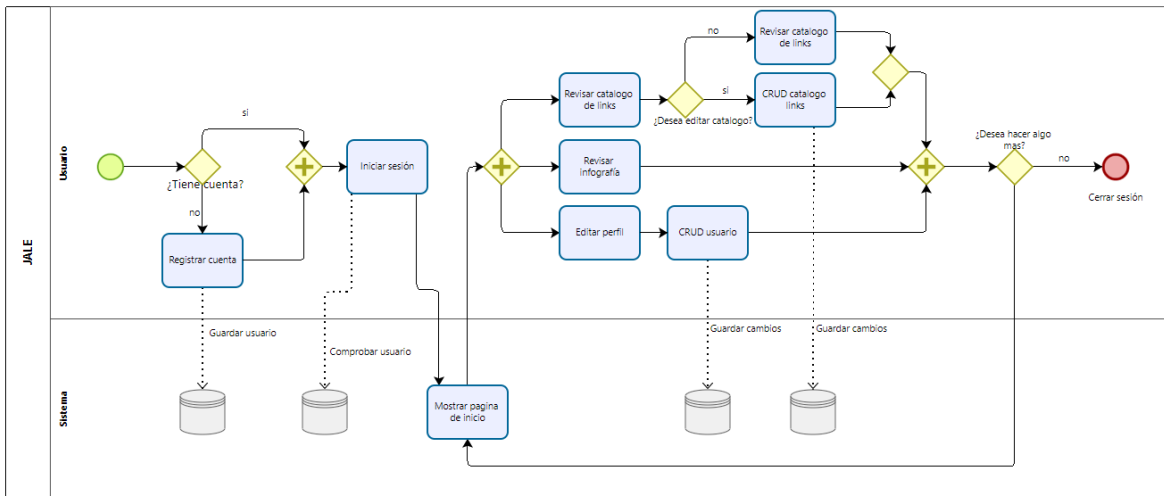 JALE
Usuario
Sistema
si
¿Tiene cuenta?
no
Registrar cuenta
Iniciar sesión
Guardar usuario
Comprobar usuario
Mostrar pagina
de inicio
Revisar catalogo
de links
¿Desea editar catalogo?
no
si
Revisar catalogo
de links
CRUD catalogo
links
Revisar
infografía
Editar perfil
CRUD usuario
Guardar cambios
Guardar cambios
¿Desea hacer algo
mas?
no
Cerrar sesión